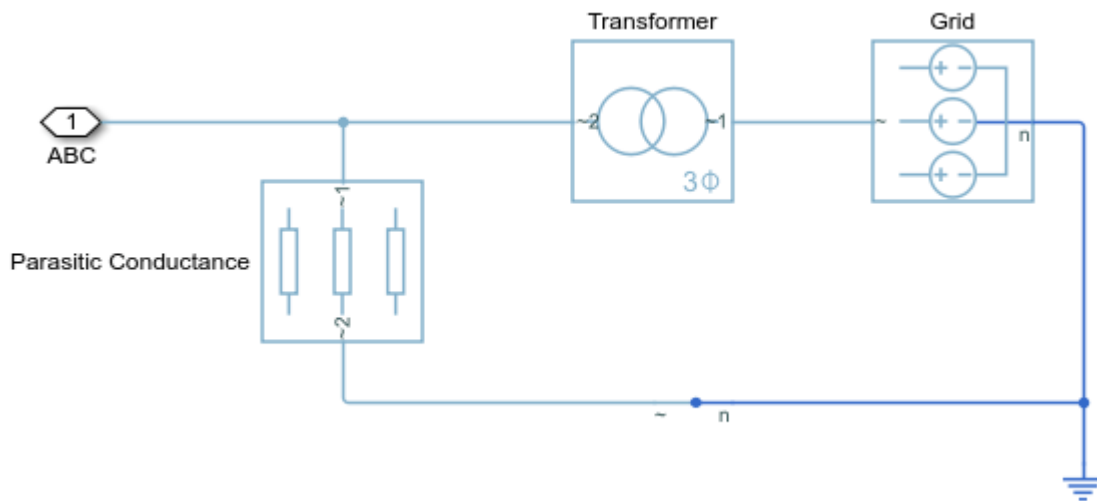 Transformer
Grid
1
ABC
~2
~1
3Φ
~
n
~1
Parasitic Conductance
~2
~
n